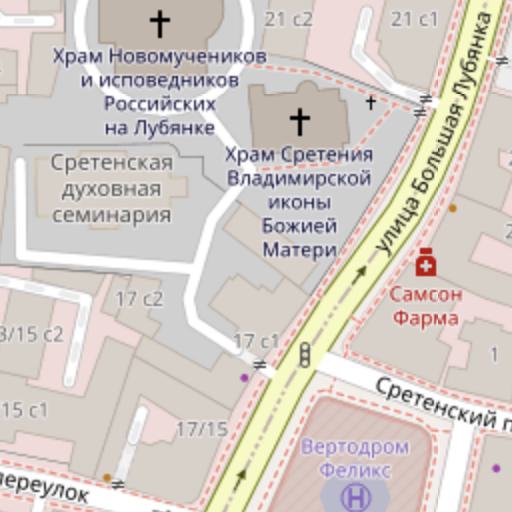 21 с2
21 с1
Храм Новомучеников
и исповедников
Российских
на Лубянке
улица Большая Лубянка
Храм Сретения
Владимирской
иконы
Божией
Матери
Сретенская
духовная
семинария
Самсон
Фарма
17 с2
3/15 с2
17 с1
1
Сретенский п
15 с1
17/15
Вертодром
Феликс
H
переулок